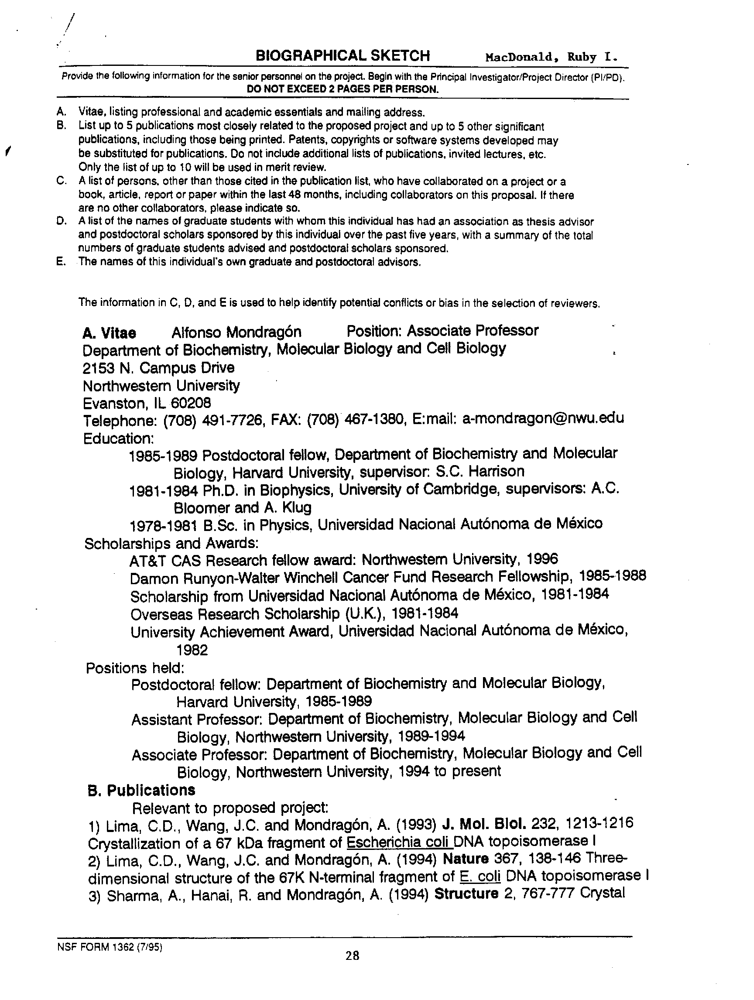 BIOGRAPHICAL SKETCH MacDonald, Ruby I.
Provide the following information for the senior personnel on the project. Begin with the Principal Investigator/Project Director (PI/PD).
DO NOT EXCEED 2 PAGES PER PERSON.
A. Vitae, listing professional and academic essentials and mailing address.
B. List up to 5 publications most closely related to the proposed project and up to 5 other significant
publications, including those being printed. Patents, copyrights or software systems developed may
be substituted for publications. Do not include additional lists of publications, invited lectures, etc.
Only the list of up to 10 will be used in merit review.
C. A list of persons, other than those cited in the publication list, who have collaborated on a project or a
book, article, report or paper within the last 48 months, including collaborators on this proposal. If there
are no other collaborators, please indicate so.
D. A list of the names of graduate students with whom this individual has had an association as thesis advisor
and postdoctoral scholars sponsored by this individual over the past five years, with a summary of the total
numbers of graduate students advised and postdoctoral scholars sponsored.
E. The names of this individual's own graduate and postdoctoral advisors.
The information in C, D, and E is used to help identify potential conflicts or bias in the selection of reviewers.
A. Vitae Alfonso Mondragón Position: Associate Professor
Department of Biochemistry, Molecular Biology and Cell Biology
2153 N. Campus Drive
Northwestern University
Evanston, IL 60208
Telephone: (708) 491-7726, FAX: (708) 467-1380, E:mail: a-mondragon@nwu.edu
Education:
1985-1989 Postdoctoral fellow, Department of Biochemistry and Molecular
Biology, Harvard University, supervisor: S.C. Harrison
1981-1984 Ph.D. in Biophysics, University of Cambridge, supervisors: A.C.
Bloomer and A. Klug
1978-1981 B.Sc. in Physics, Universidad Nacional Autónoma de México
Scholarships and Awards:
AT&T CAS Research fellow award: Northwestern University, 1996
Damon Runyon-Walter Winchell Cancer Fund Research Fellowship, 1985-1988
Scholarship from Universidad Nacional Autónoma de México, 1981-1984
Overseas Research Scholarship (U.K.), 1981-1984
University Achievement Award, Universidad Nacional Autónoma de México,
1982
Positions held:
Postdoctoral fellow: Department of Biochemistry and Molecular Biology,
Harvard University, 1985-1989
Assistant Professor: Department of Biochemistry, Molecular Biology and Cell
Biology, Northwestern University, 1989-1994
Associate Professor: Department of Biochemistry, Molecular Biology and Cell
Biology, Northwestern University, 1994 to present
B. Publications
Relevant to proposed project:
1) Lima, C.D., Wang, J.C. and Mondragón, A. (1993) J. Mol. Biol. 232, 1213-1216
Crystallization of a 67 kDa fragment of Escherichia coli DNA topoisomerase I
2) Lima, C.D., Wang, J.C. and Mondragón, A. (1994) Nature 367, 138-146 Three-
dimensional structure of the 67K N-terminal fragment of E. coli DNA topoisomerase I
3) Sharma, A., Hanai, R. and Mondragón, A. (1994) Structure 2, 767-777 Crystal
NSF FORM 1362 (7/95)
28